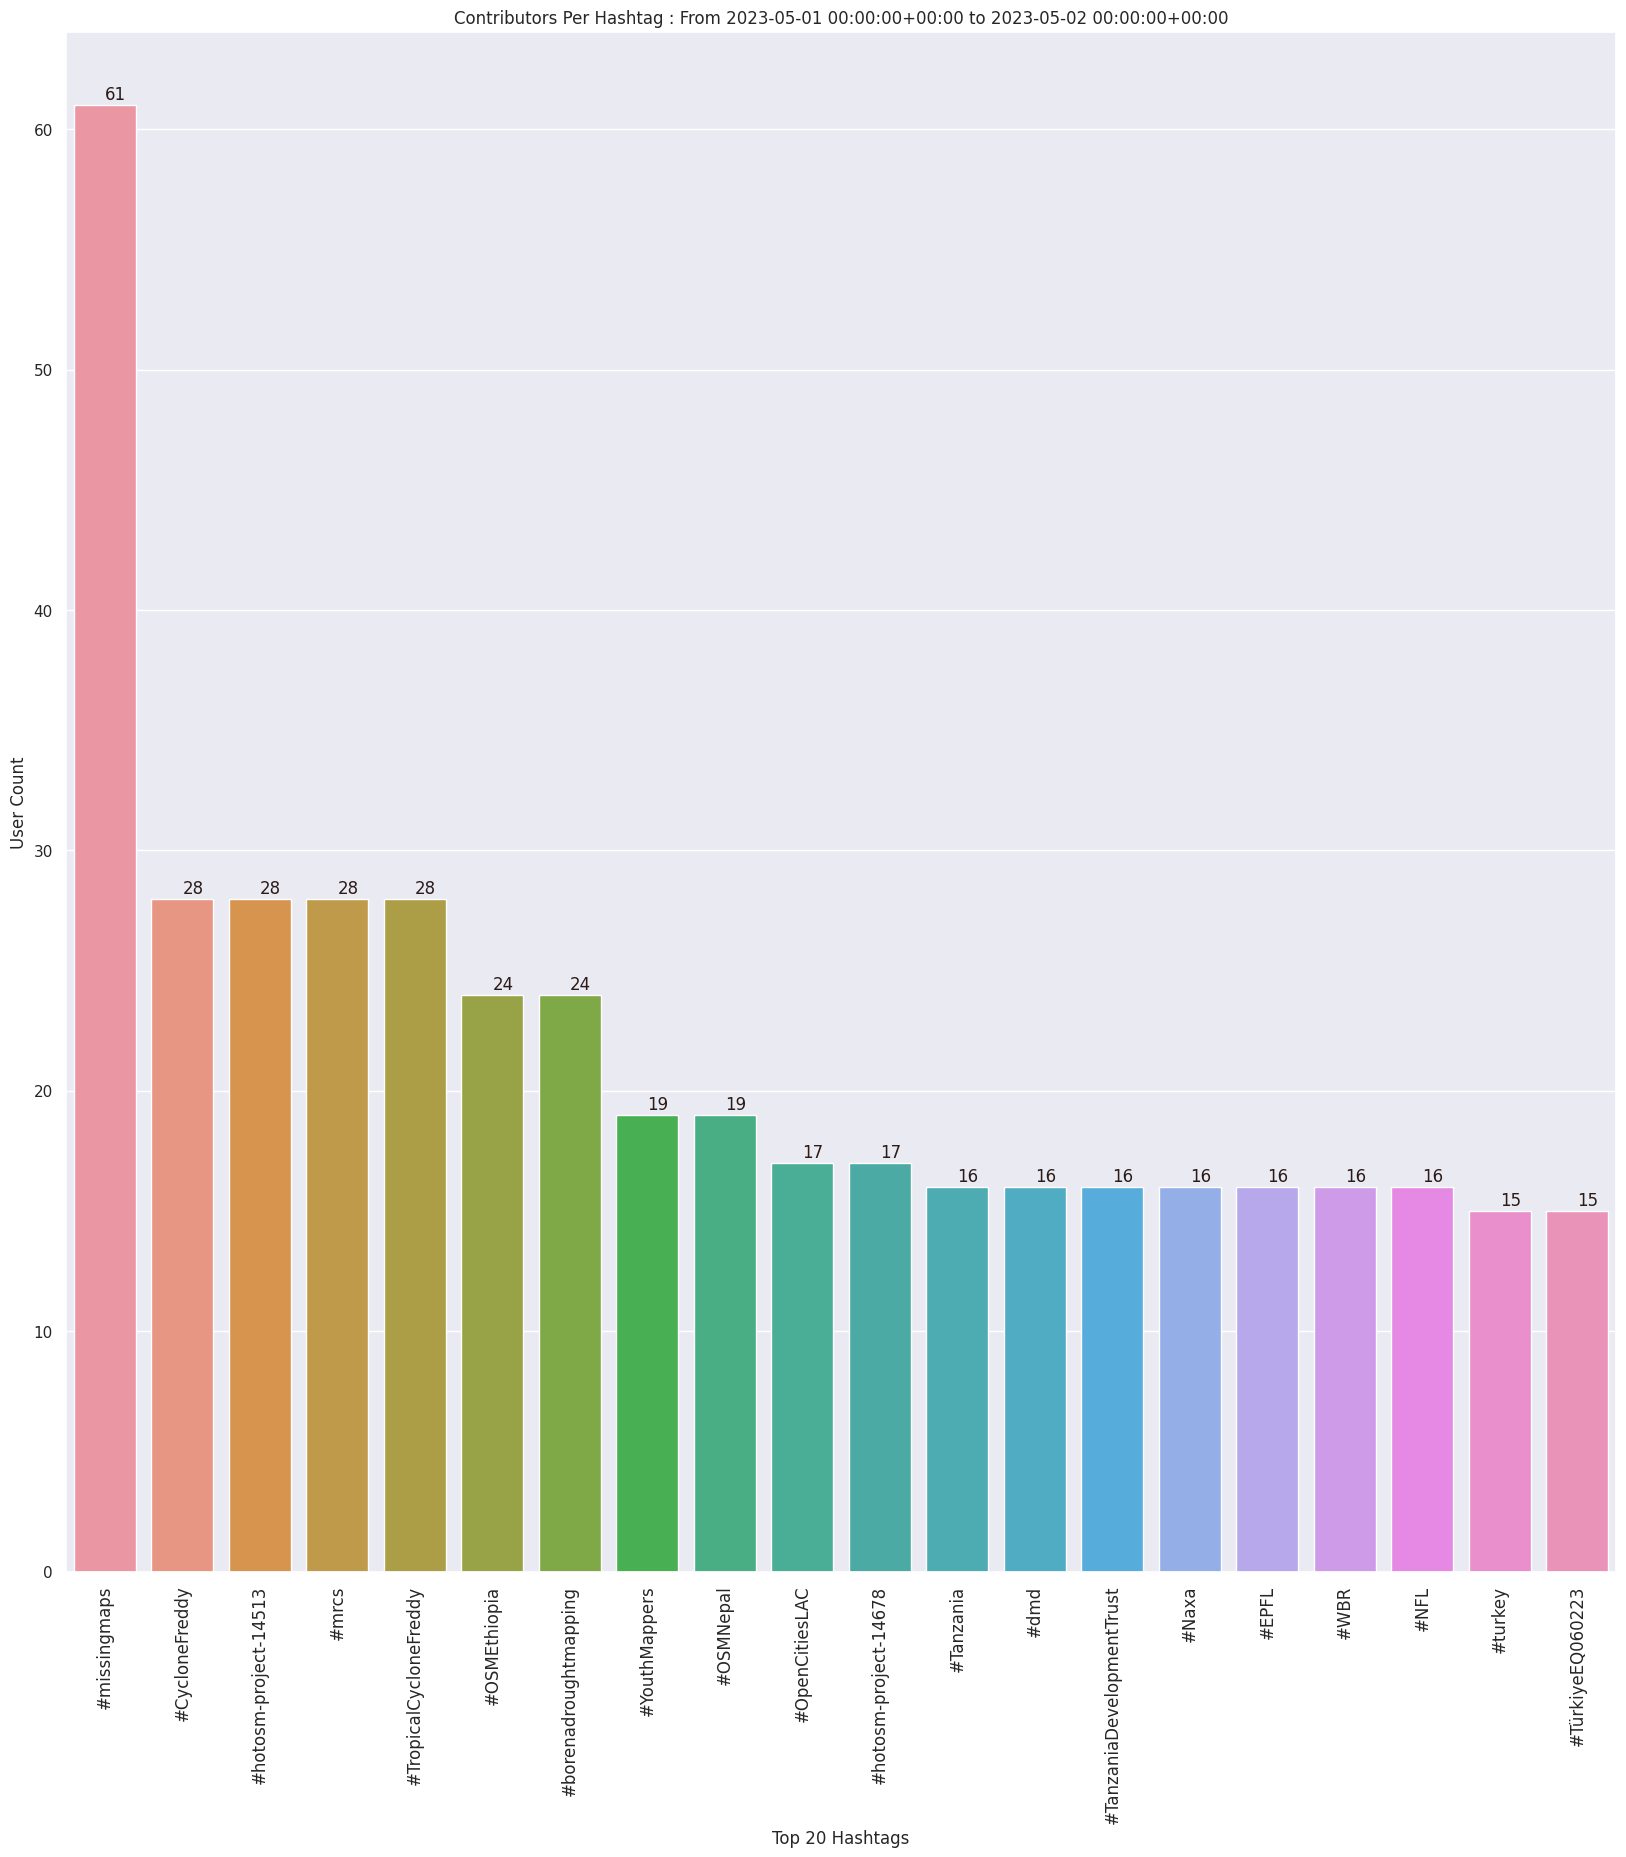 Contributors Per Hashtag : From 2023-05-01 00:00:00+00:00 to 2023-05-02 00:00:00+00:00
User Count
60
50
40
30
20
10
0
61
28
28
28
28
24
24
19
19
17
17
16
16
16
16
16
16
16
15
15
#missingmaps
#CycloneFreddy
#hotosm-project-14513
#mrcs
#TropicalCycloneFreddy
#OSMEthiopia
#borenadroughtmapping
#YouthMappers
#OSMNepal
#OpenCitiesLAC
#hotosm-project-14678
#Tanzania
#dmd
#TanzaniaDevelopmentTrust
#Naxa
#EPFL
#WBR
#NFL
#turkey
#TürkiyeEQ060223
Top 20 Hashtags